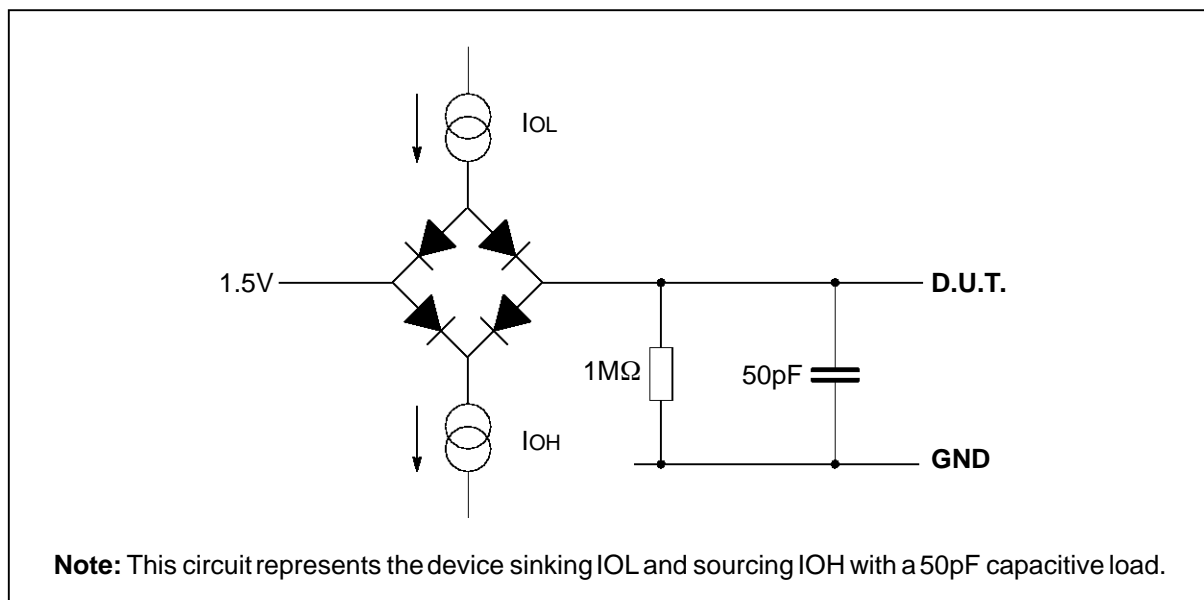 IOL
1.5V
D.U.T.
1MΩ
50pF
IOH
GND
Note: This circuit represents the device sinking IOL and sourcing IOH with a 50pF capacitive load.